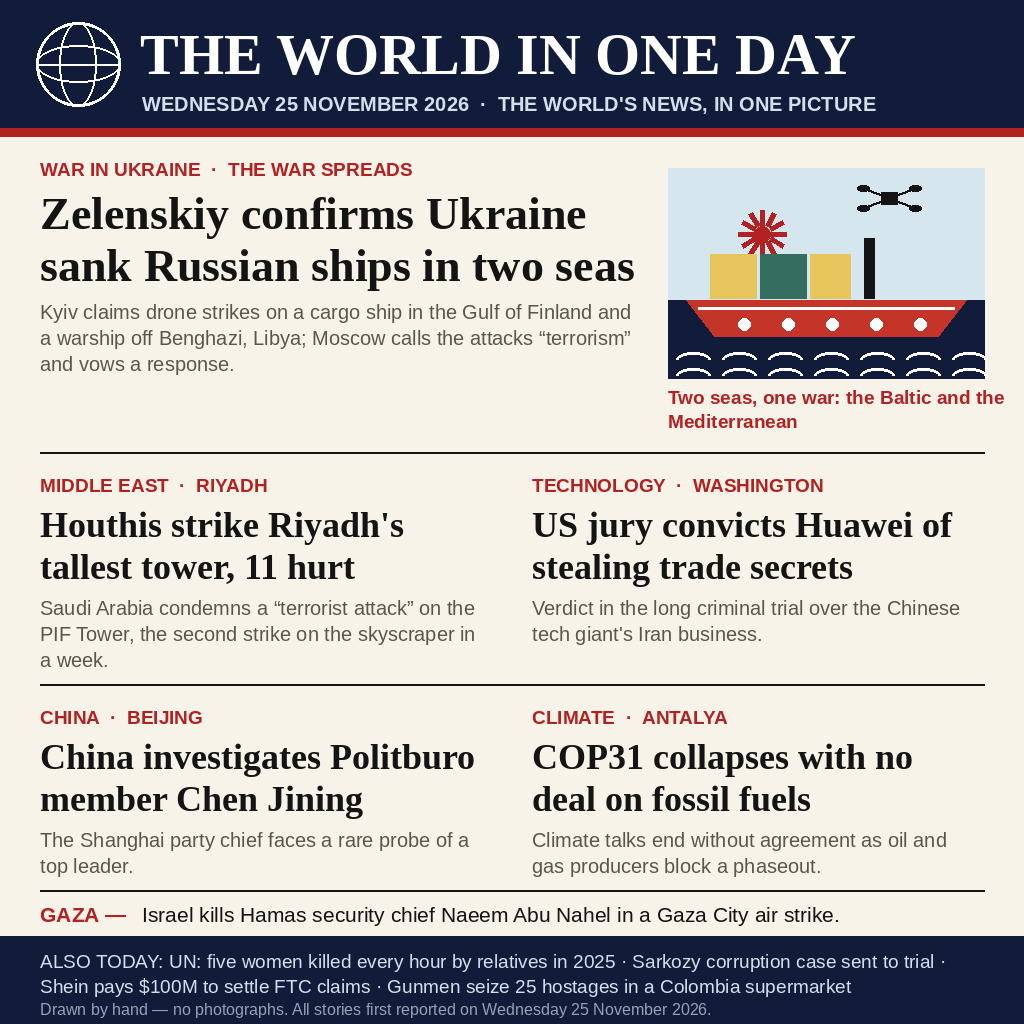 THE WORLD IN ONE DAY
WEDNESDAY 25 NOVEMBER 2026 · THE WORLD'S NEWS, IN ONE PICTURE
WAR IN UKRAINE · THE WAR SPREADS
Zelenskiy confirms Ukraine
sank Russian ships in two seas
Kyiv claims drone strikes on a cargo ship in the Gulf of Finland and
a warship off Benghazi, Libya; Moscow calls the attacks “terrorism”
and vows a response.
Two seas, one war: the Baltic and the
Mediterranean
MIDDLE EAST · RIYADH
Houthis strike Riyadh's
tallest tower, 11 hurt
Saudi Arabia condemns a “terrorist attack” on the
PIF Tower, the second strike on the skyscraper in
a week.
TECHNOLOGY · WASHINGTON
US jury convicts Huawei of
stealing trade secrets
Verdict in the long criminal trial over the Chinese
tech giant's Iran business.
CHINA · BEIJING
China investigates Politburo
member Chen Jining
The Shanghai party chief faces a rare probe of a
top leader.
CLIMATE · ANTALYA
COP31 collapses with no
deal on fossil fuels
Climate talks end without agreement as oil and
gas producers block a phaseout.
GAZA — Israel kills Hamas security chief Naeem Abu Nahel in a Gaza City air strike.
ALSO TODAY: UN: five women killed every hour by relatives in 2025 · Sarkozy corruption case sent to trial ·
Shein pays $100M to settle FTC claims · Gunmen seize 25 hostages in a Colombia supermarket
Drawn by hand — no photographs. All stories first reported on Wednesday 25 November 2026.